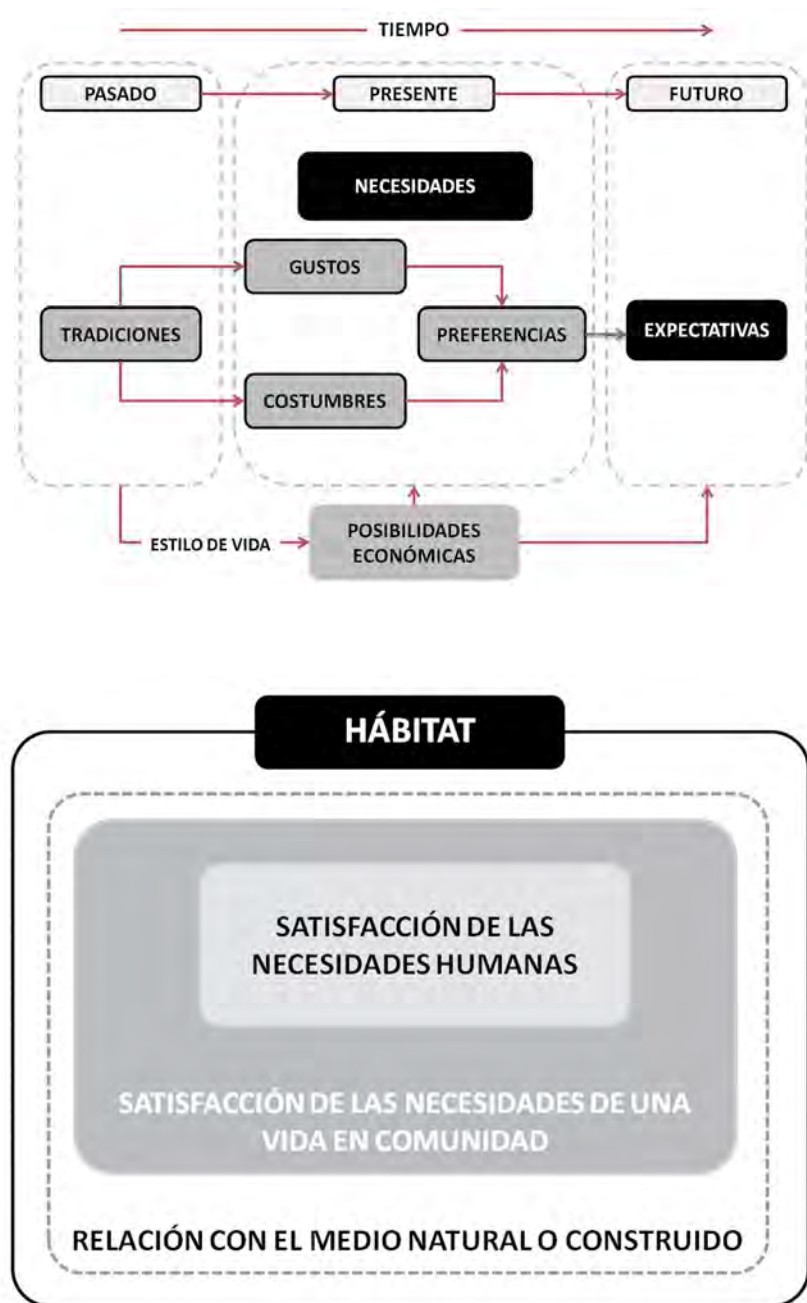 TIEMPO
PASADO
PRESENTE
FUTURO
NECESIDADES
GUSTOS
TRADICIONES
PREFERENCIAS
EXPECTATIVAS
COSTUMBRES
ESTILO DE VIDA
POSIBILIDADES
ECONÓMICAS
HÁBITAT
SATISFACCIÓN DE LAS
NECESIDADES HUMANAS
SATISFACCIÓN DE LAS NECESIDADES DE UNA
VIDA EN COMUNIDAD
RELACIÓN CON EL MEDIO NATURAL O CONSTRUIDO